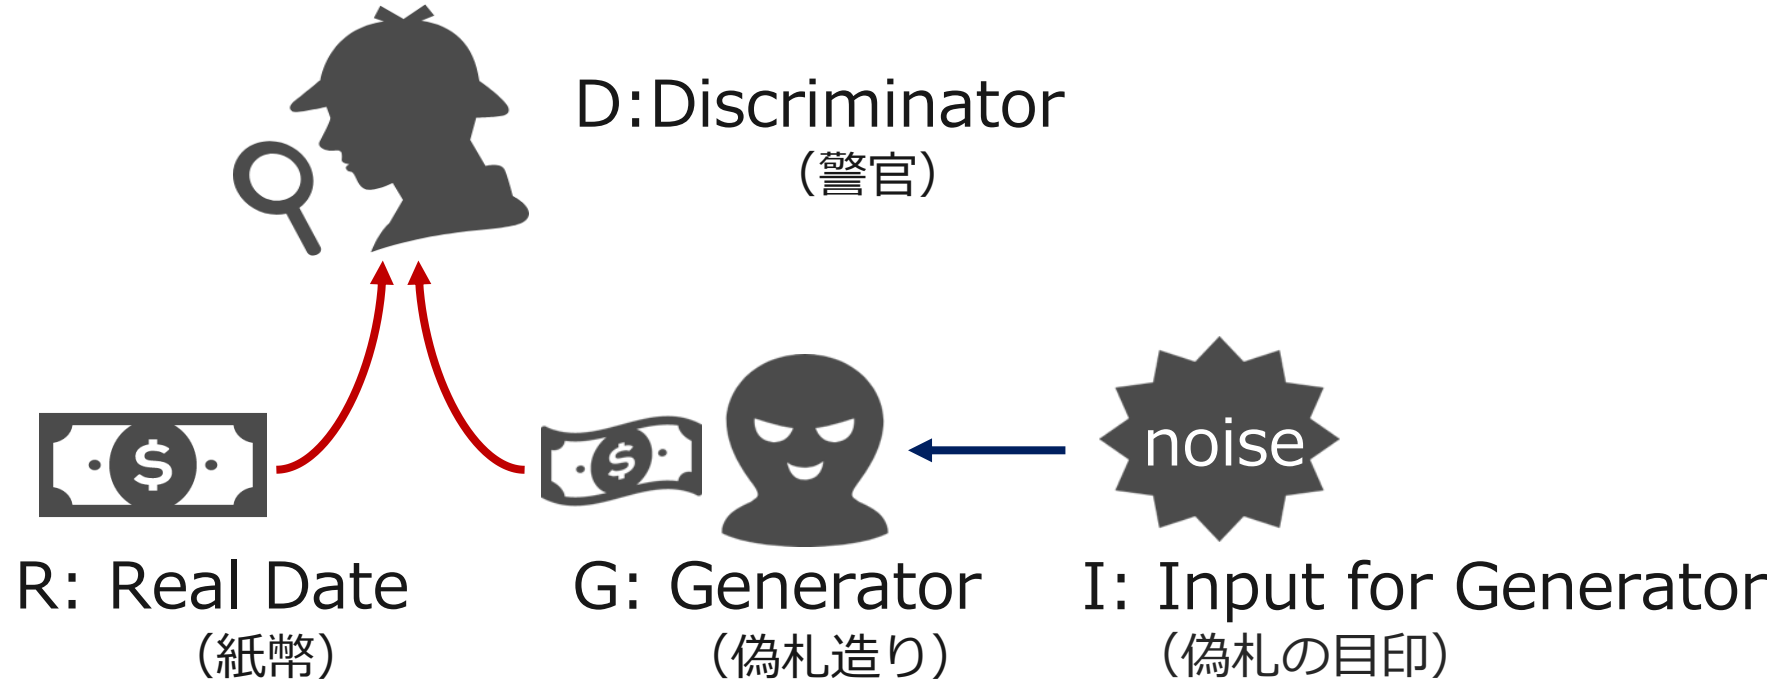 D:Discriminator
（警官）
noise
R: Real Date
（紙幣）
G: Generator
（偽札造り）
I: Input for Generator
（偽札の目印）